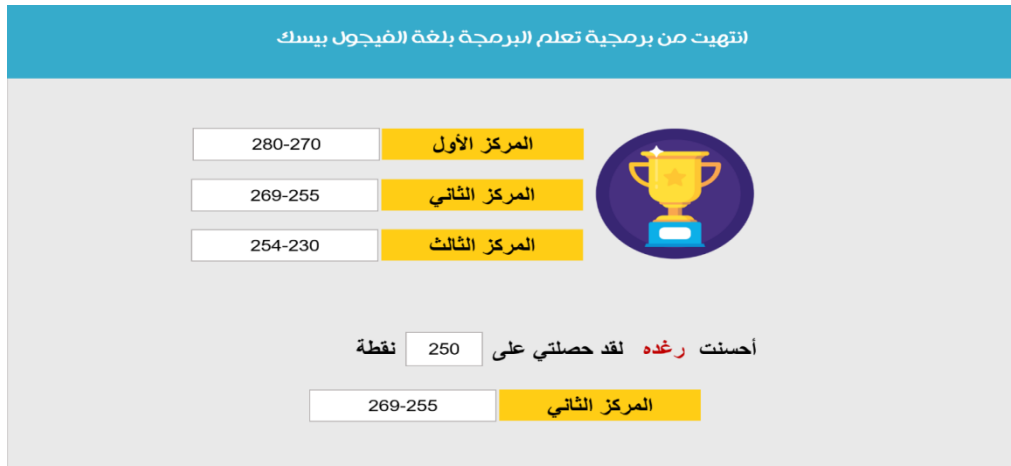 انتهيت من برمجية تعلم البرمجة بلغة الفيجول بيسك
المركز الأول 280-270
المركز الثاني 269-255
المركز الثالث 254-230
أحسنت رغده لقد حصلتي على 250 نقطة
المركز الثاني 269-255